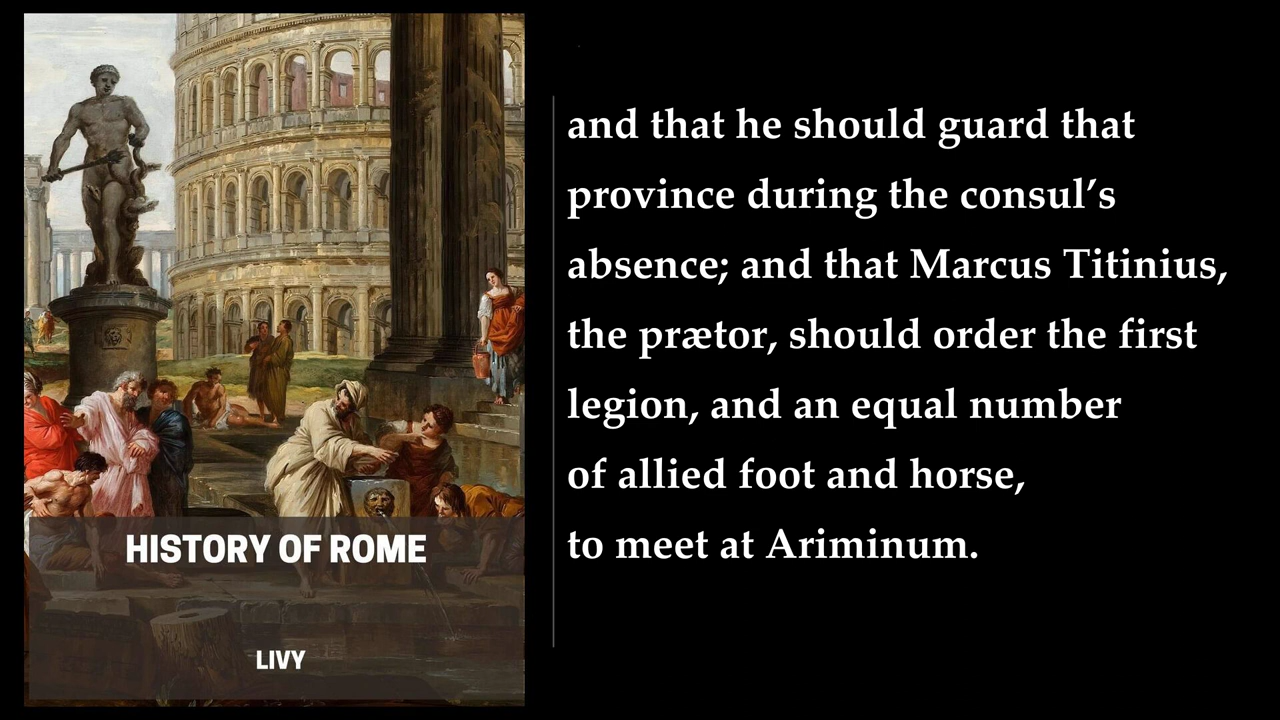 HISTORY OF ROME
LIVY
and that he should guard that
province during the consul’s
absence; and that Marcus Titinius,
the prætor, should order the first
legion, and an equal number
of allied foot and horse,
to meet at Ariminum.